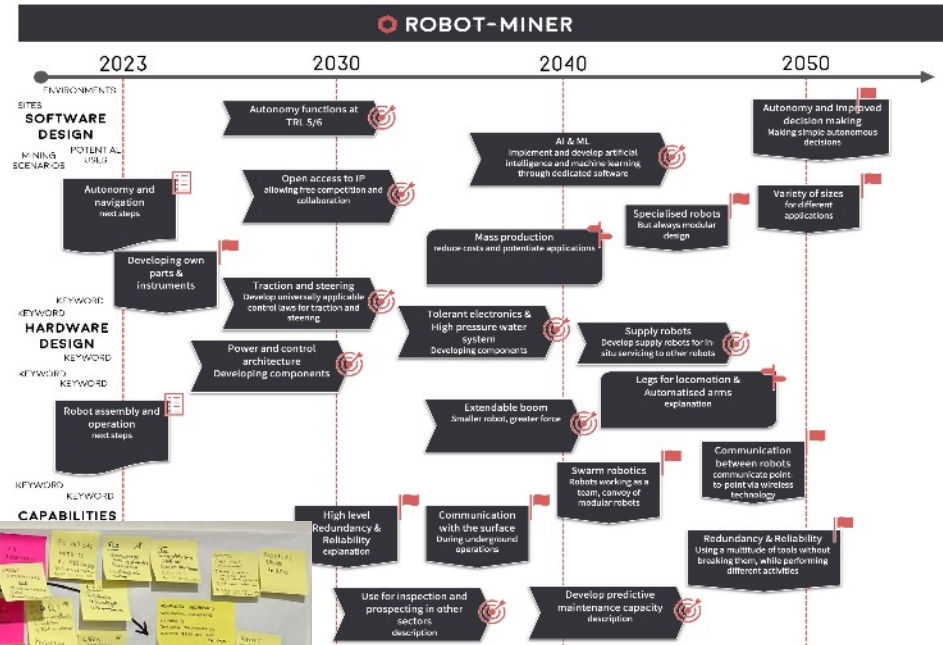 ROBOT-MINER
2023
2030
2040
2050
ENVIRONMENTS
SITES
SOFTWARE
DESIGN
POTENTIAL
USES
MINING
SCENARIOS
Autonomy functions at
TRL 5/6
AI & ML
Implement and develop artificial
intelligence and machine learning
through dedicated software
Autonomy and improved
decision making
Making simple autonomous
decisions
Autonomy and
navigation
next steps
Open access to IP
allowing free competition and
collaboration
Specialised robots
But always modular
design
Variety of sizes
for different
applications
Mass production
reduce costs and potentiate applications
Developing own
parts &
instruments
KEYWORD
KEYWORD
HARDWARE
DESIGN
KEYWORD
KEYWORD
KEYWORD
Traction and steering
Develop universally applicable
control laws for traction and
steering
Tolerant electronics &
High pressure water
system
Developing components
Supply robots
Develop supply robots for in-
situ servicing to other robots
Power and control
architecture
Developing components
Legs for locomotion &
Automatised arms
explanation
Robot assembly and
operation
next steps
Extendable boom
Smaller robot, greater force
KEYWORD
KEYWORD
CAPABILITIES
Swarm robotics
Robots working as a
team, convoy of
modular robots
Communication
between robots
communicate point-
to-point via wireless
technology
High level
Redundancy &
Reliability
explanation
Communication
with the surface
During underground
operations
Redundancy & Reliability
Using a multitude of tools without
breaking them, while performing
different activities
Use for inspection and
prospecting in other
sectors
description
Develop predictive
maintenance capacity
description